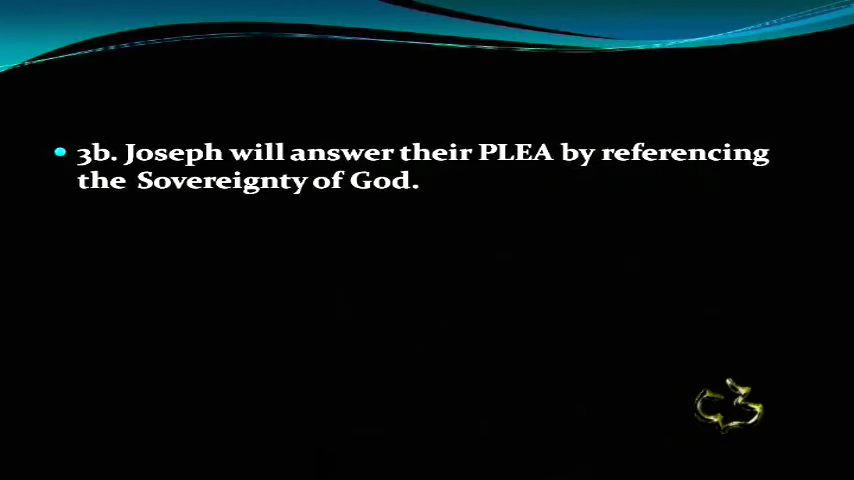 • 3b. Joseph will answer their PLEA by referencing
the Sovereignty of God.